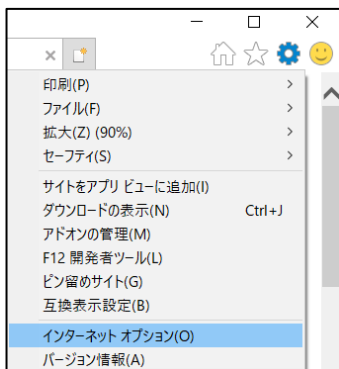 印刷(P)
ファイル(F)
拡大(Z) (90%)
セーフティ(S)
サイトをアプリ ビューに追加(I)
ダウンロードの表示(N) Ctrl+J
アドオンの管理(M)
F12 開発者ツール(L)
ピン留めサイト(G)
互換表示設定(B)
インターネット オプション(O)
バージョン情報(A)